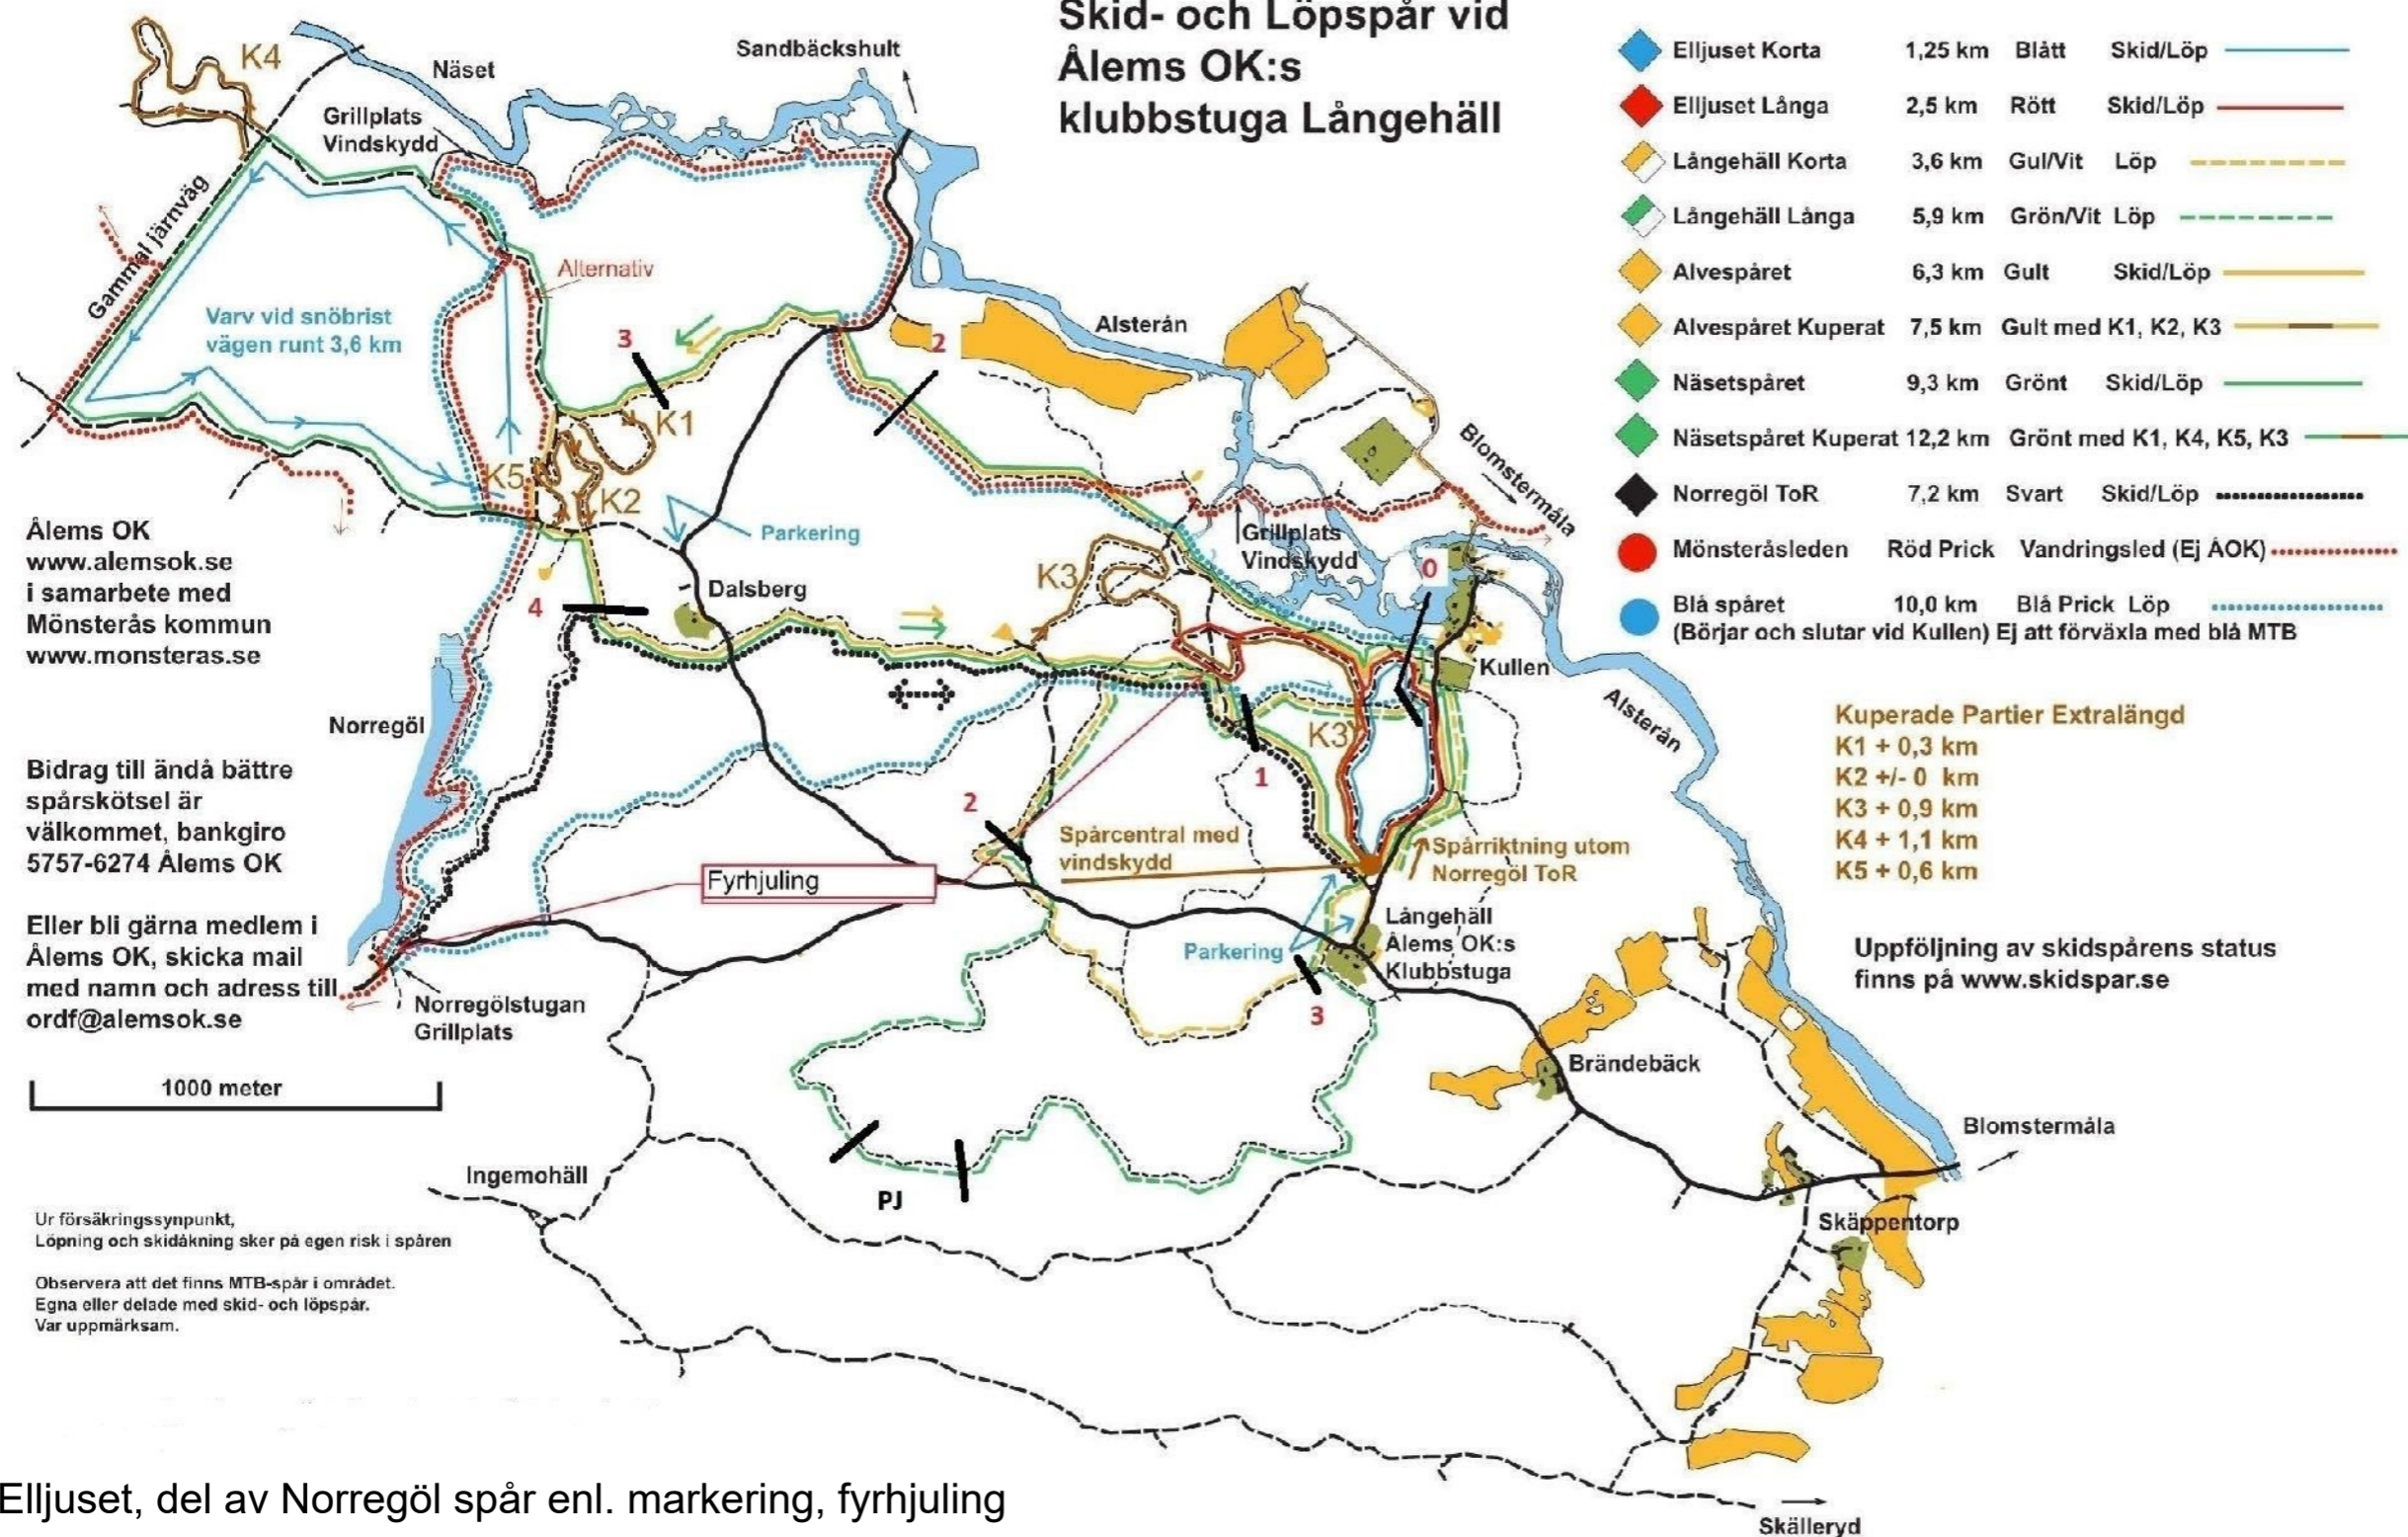 Skid- och Löpspår vid
Ålems OK:s
klubbstuga Långehäll
Elljuset Korta 1,25 km Blått Skid/Löp
Elljuset Långa 2,5 km Rött Skid/Löp
Långehäll Korta 3,6 km Gul/Vit Löp
Långehäll Långa 5,9 km Grön/Vit Löp
Alvespåret 6,3 km Gult Skid/Löp
Alvespåret Kuperat 7,5 km Gult med K1, K2, K3
Näsetspåret 9,3 km Grönt Skid/Löp
Näsetspåret Kuperat 12,2 km Grönt med K1, K4, K5, K3
Norregöl ToR 7,2 km Svart Skid/Löp
Mönsteråsleden Röd Prick Vandringsled (Ej ÅOK)
Blå spåret 10,0 km Blå Prick Löp
(Börjar och slutar vid Kullen) Ej att förväxla med blå MTB
K4
Näset
Sandbäckshult
Grillplats
Vindskydd
Gammal järnväg
Alternativ
Varv vid snöbrist
vägen runt 3,6 km
3
2
Alsterån
K1
K5
K2
Parkering
Blomstermåla
Grillplats
Vindskydd
K3
0
Dalsberg
4
Kullen
Alsterån
Ålems OK
www.alemsok.se
i samarbete med
Mönsterås kommun
www.monsteras.se
Norregöl
K3
1
2
Bidrag till ändå bättre
spårskötsel är
välkommet, bankgiro
5757-6274 Ålems OK
Kuperade Partier Extralängd
K1 + 0,3 km
K2 +/- 0 km
K3 + 0,9 km
K4 + 1,1 km
K5 + 0,6 km
Spårcentral med
vindskydd
Spårriktning utom
Norregöl ToR
Fyrhjuling
Eller bli gärna medlem i
Ålems OK, skicka mail
med namn och adress till
ordf@alemsok.se
Långehäll
Ålems OK:s
Klubbstuga
Parkering
Uppföljning av skidspårens status
finns på www.skidspar.se
Norregölstugan
Grillplats
3
Brändebäck
1000 meter
Blomstermåla
Ingemohäll
PJ
Skäppentorp
Ur försäkringssynpunkt,
Löpning och skidåkning sker på egen risk i spåren
Observera att det finns MTB-spår i området.
Egna eller delade med skid- och löpspår.
Var uppmärksam.
Elljuset, del av Norregöl spår enl. markering, fyrhjuling
Skälleryd